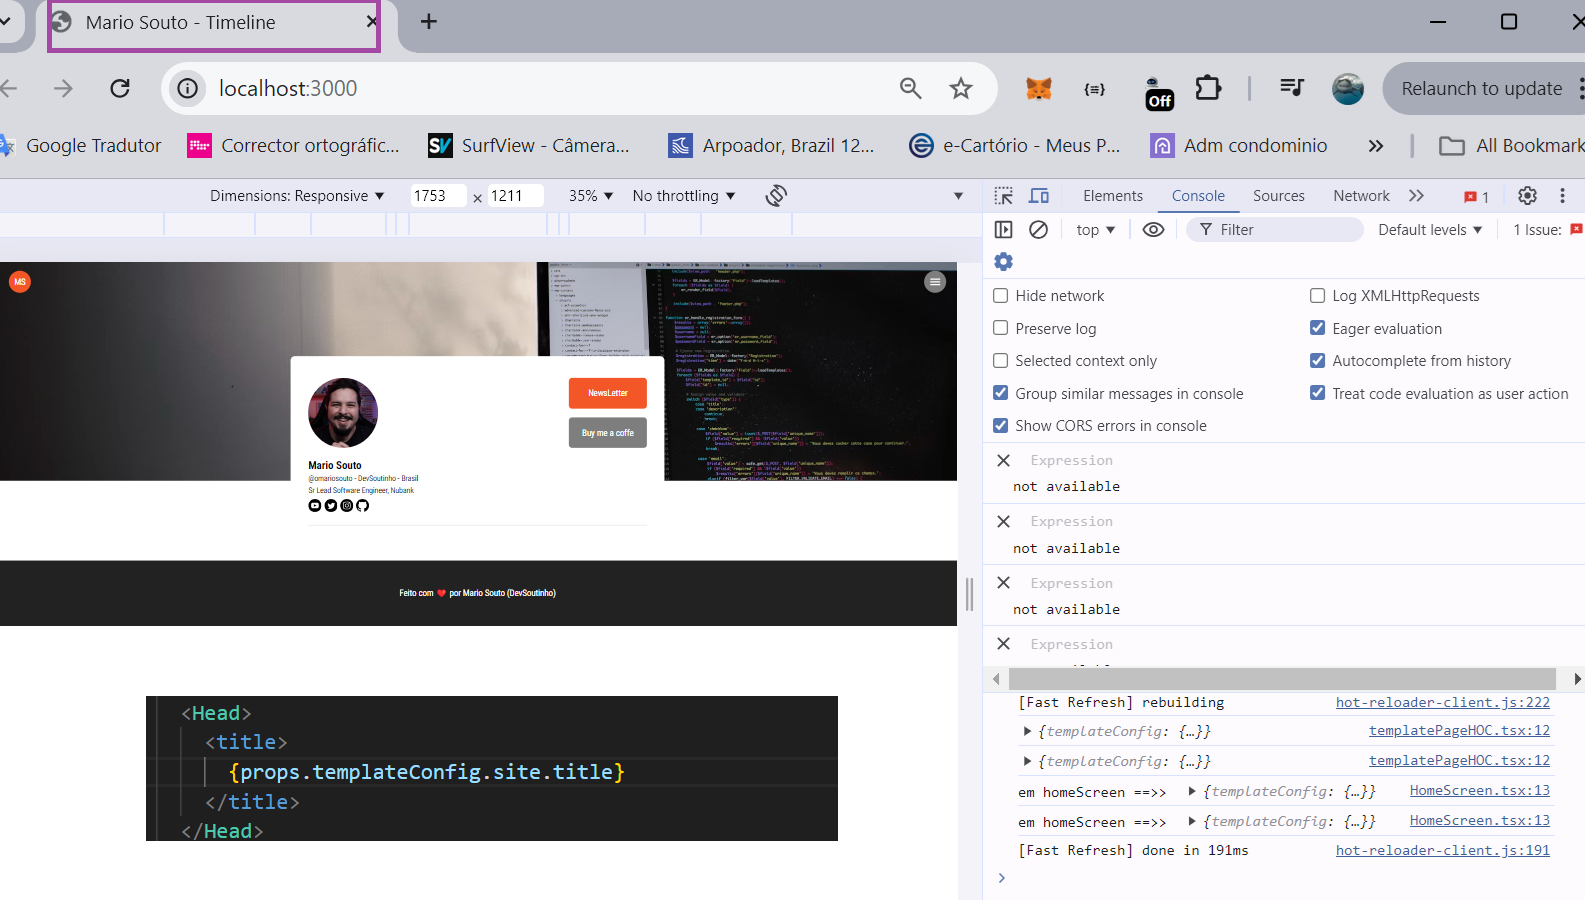 Mario Souto - Timeline
localhost:3000
Off
Relaunch to update
Google Tradutor
Corrector ortográfic...
SV
SurfView - Câmera...
Arpoador, Brazil 12...
e-Cartório - Meus P...
Adm condominio
All Bookmark
Dimensions: Responsive
1753 × 1211
35%
No throttling
Elements
Console
Sources
Network
1
top
Filter
Default levels
1 Issue:
Hide network
Log XMLHttpRequests
Preserve log
Eager evaluation
Selected context only
Autocomplete from history
Group similar messages in console
Treat code evaluation as user action
Show CORS errors in console
Expression
not available
Expression
not available
Expression
not available
Expression
MS
NewsLetter
Buy me a coffe
Mario Souto
@omariosouto - DevSoutinho - Brasil
Sr Lead Software Engineer, Nubank
Feito com ❤️ por Mario Souto (DevSoutinho)
<Head>
<title>
{props.templateConfig.site.title}
</title>
</Head>
[Fast Refresh] rebuilding hot-reloader-client.js:222
{templateConfig: {…}} templatePageHOC.tsx:12
{templateConfig: {…}} templatePageHOC.tsx:12
em homeScreen ==>> {templateConfig: {…}} HomeScreen.tsx:13
em homeScreen ==>> {templateConfig: {…}} HomeScreen.tsx:13
[Fast Refresh] done in 191ms hot-reloader-client.js:191